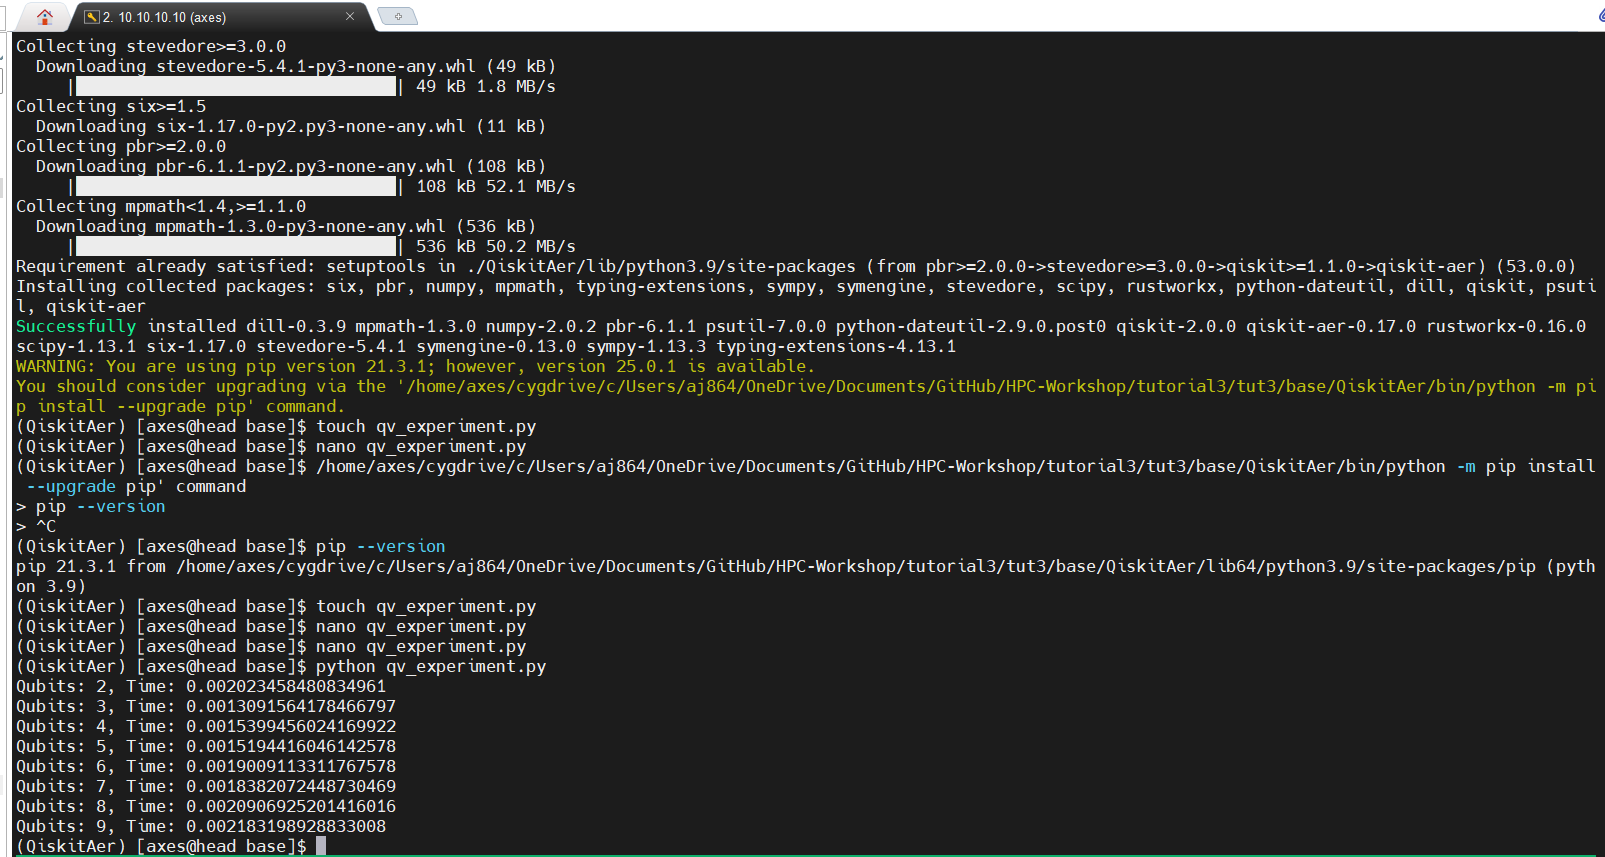 2. 10.10.10.10 (axes)
Collecting stevedore>=3.0.0
  Downloading stevedore-5.4.1-py3-none-any.whl (49 kB)
     |████████████████████████████████| 49 kB 1.8 MB/s
Collecting six>=1.5
  Downloading six-1.17.0-py2.py3-none-any.whl (11 kB)
Collecting pbr>=2.0.0
  Downloading pbr-6.1.1-py2.py3-none-any.whl (108 kB)
     |████████████████████████████████| 108 kB 52.1 MB/s
Collecting mpmath<1.4,>=1.1.0
  Downloading mpmath-1.3.0-py3-none-any.whl (536 kB)
     |████████████████████████████████| 536 kB 50.2 MB/s
Requirement already satisfied: setuptools in ./QiskitAer/lib/python3.9/site-packages (from pbr>=2.0.0->stevedore>=3.0.0->qiskit>=1.1.0->qiskit-aer) (53.0.0)
Installing collected packages: six, pbr, numpy, mpmath, typing-extensions, sympy, symengine, stevedore, scipy, rustworkx, python-dateutil, dill, qiskit, psuti
l, qiskit-aer
Successfully installed dill-0.3.9 mpmath-1.3.0 numpy-2.0.2 pbr-6.1.1 psutil-7.0.0 python-dateutil-2.9.0.post0 qiskit-2.0.0 qiskit-aer-0.17.0 rustworkx-0.16.0
scipy-1.13.1 six-1.17.0 stevedore-5.4.1 symengine-0.13.0 sympy-1.13.3 typing-extensions-4.13.1
WARNING: You are using pip version 21.3.1; however, version 25.0.1 is available.
You should consider upgrading via the '/home/axes/cygdrive/c/Users/aj864/OneDrive/Documents/GitHub/HPC-Workshop/tutorial3/tut3/base/QiskitAer/bin/python -m pi
p install --upgrade pip' command.
(QiskitAer) [axes@head base]$ touch qv_experiment.py
(QiskitAer) [axes@head base]$ nano qv_experiment.py
(QiskitAer) [axes@head base]$ /home/axes/cygdrive/c/Users/aj864/OneDrive/Documents/GitHub/HPC-Workshop/tutorial3/tut3/base/QiskitAer/bin/python -m pip install
 --upgrade pip' command
> pip --version
> ^C
(QiskitAer) [axes@head base]$ pip --version
pip 21.3.1 from /home/axes/cygdrive/c/Users/aj864/OneDrive/Documents/GitHub/HPC-Workshop/tutorial3/tut3/base/QiskitAer/lib64/python3.9/site-packages/pip (pyth
on 3.9)
(QiskitAer) [axes@head base]$ touch qv_experiment.py
(QiskitAer) [axes@head base]$ nano qv_experiment.py
(QiskitAer) [axes@head base]$ nano qv_experiment.py
(QiskitAer) [axes@head base]$ python qv_experiment.py
Qubits: 2, Time: 0.002023458480834961
Qubits: 3, Time: 0.0013091564178466797
Qubits: 4, Time: 0.0015399456024169922
Qubits: 5, Time: 0.0015194416046142578
Qubits: 6, Time: 0.0019009113311767578
Qubits: 7, Time: 0.0018382072448730469
Qubits: 8, Time: 0.0020906925201416016
Qubits: 9, Time: 0.002183198928833008
(QiskitAer) [axes@head base]$